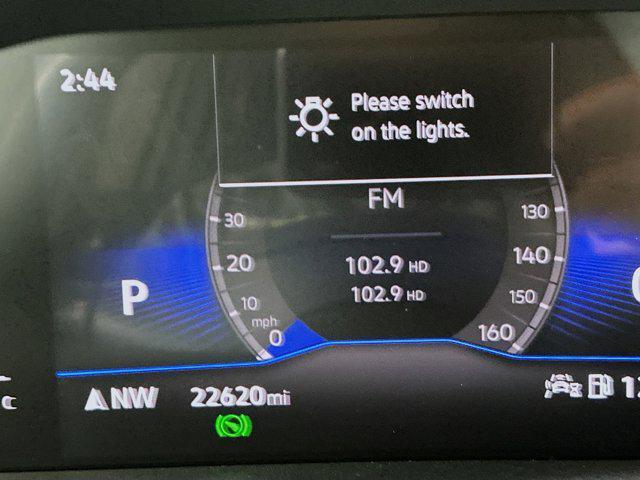 2:44
Please switch
on the lights.
FM
30
130
20
102.9 HD
140
P
102.9 HD
10
150
mph
0
160
NW
22620mi
C